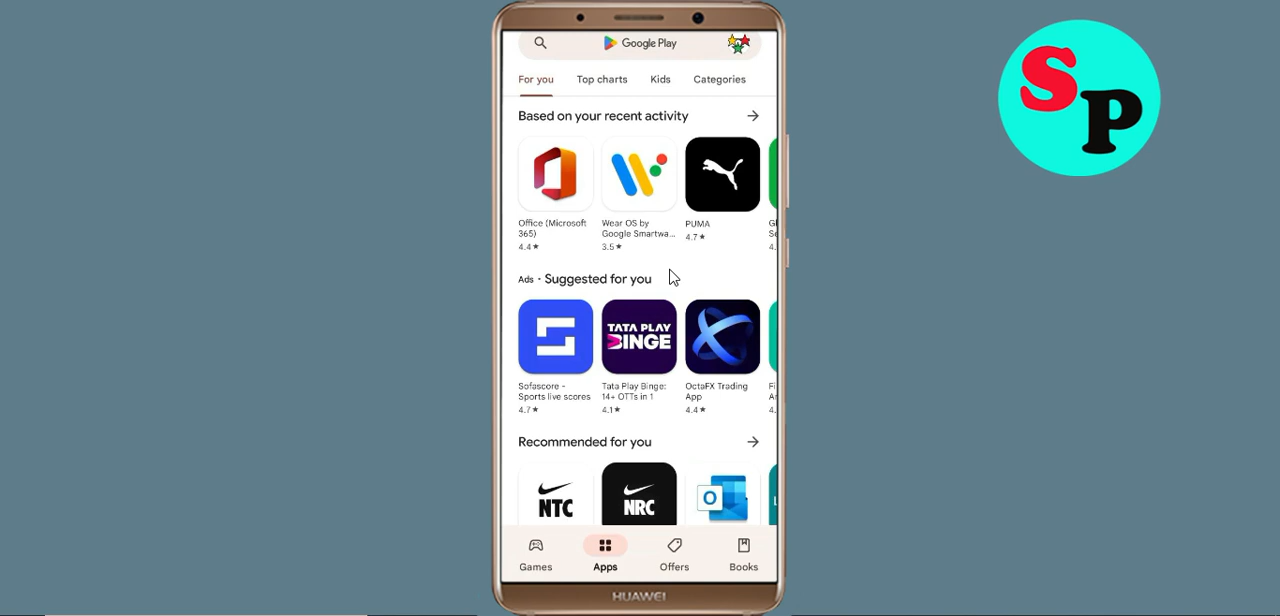 Google Play
For you Top charts Kids Categories
Based on your recent activity
Office (Microsoft
365)
4.4★
Wear OS by
Google Smartwa...
3.5★
PUMA
4.7★
4.
Ads · Suggested for you
TATA PLAY
BINGE
Sofascore -
Sports live scores
4.7★
Tata Play Binge:
14+ OTTs in 1
4.1★
OctaFX Trading
App
4.4★
4.
Recommended for you
NTC
NRC
O
Games Apps Offers Books
HUAWEI
SP